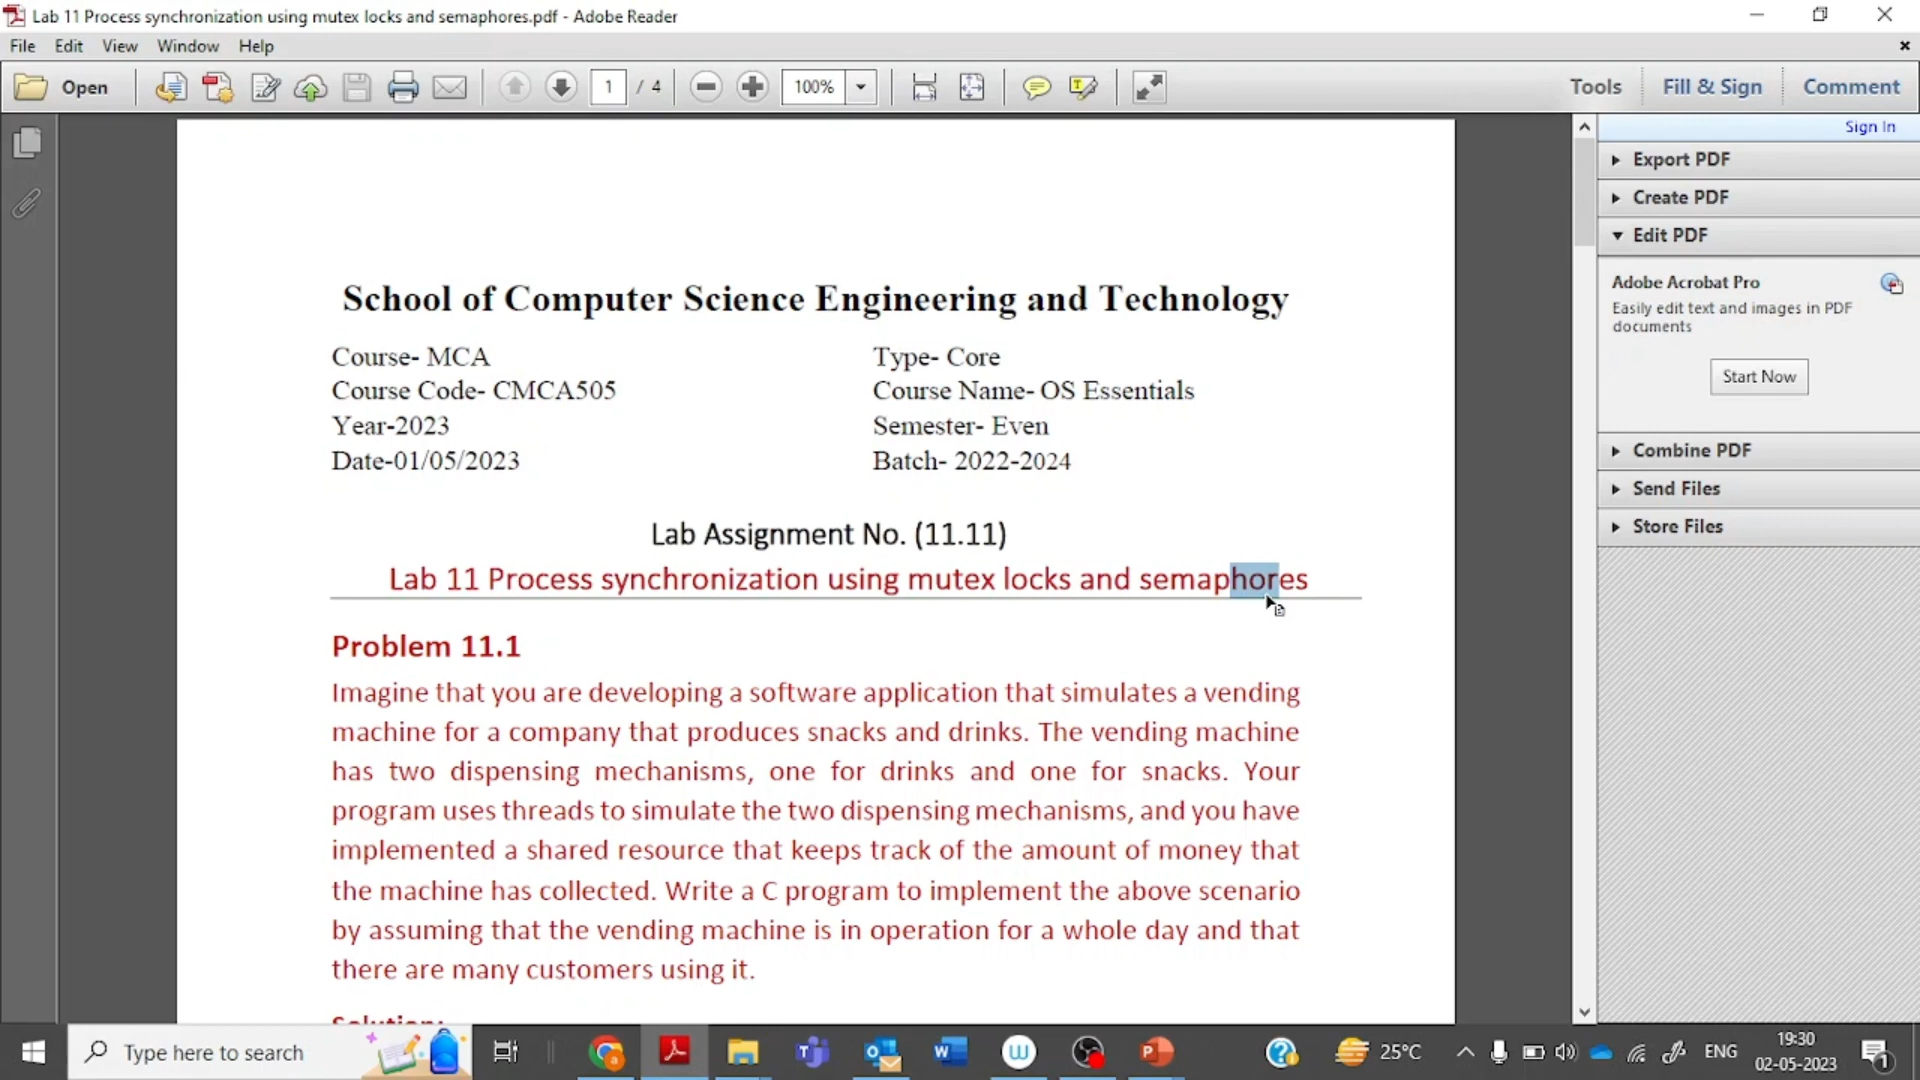 Lab 11 Process synchronization using mutex locks and semaphores.pdf - Adobe Reader
File Edit View Window Help
Open 1 / 4 100% Tools Fill & Sign Comment
Sign In
Export PDF
Create PDF
Edit PDF
Adobe Acrobat Pro
Easily edit text and images in PDF
documents
Start Now
Combine PDF
Send Files
Store Files
School of Computer Science Engineering and Technology
Course- MCA Type- Core
Course Code- CMCA505 Course Name- OS Essentials
Year-2023 Semester- Even
Date-01/05/2023 Batch- 2022-2024
Lab Assignment No. (11.11)
Lab 11 Process synchronization using mutex locks and semaphores
Problem 11.1
Imagine that you are developing a software application that simulates a vending
machine for a company that produces snacks and drinks. The vending machine
has two dispensing mechanisms, one for drinks and one for snacks. Your
program uses threads to simulate the two dispensing mechanisms, and you have
implemented a shared resource that keeps track of the amount of money that
the machine has collected. Write a C program to implement the above scenario
by assuming that the vending machine is in operation for a whole day and that
there are many customers using it.
Solution:
Type here to search 25°C ENG 19:30
02-05-2023 1